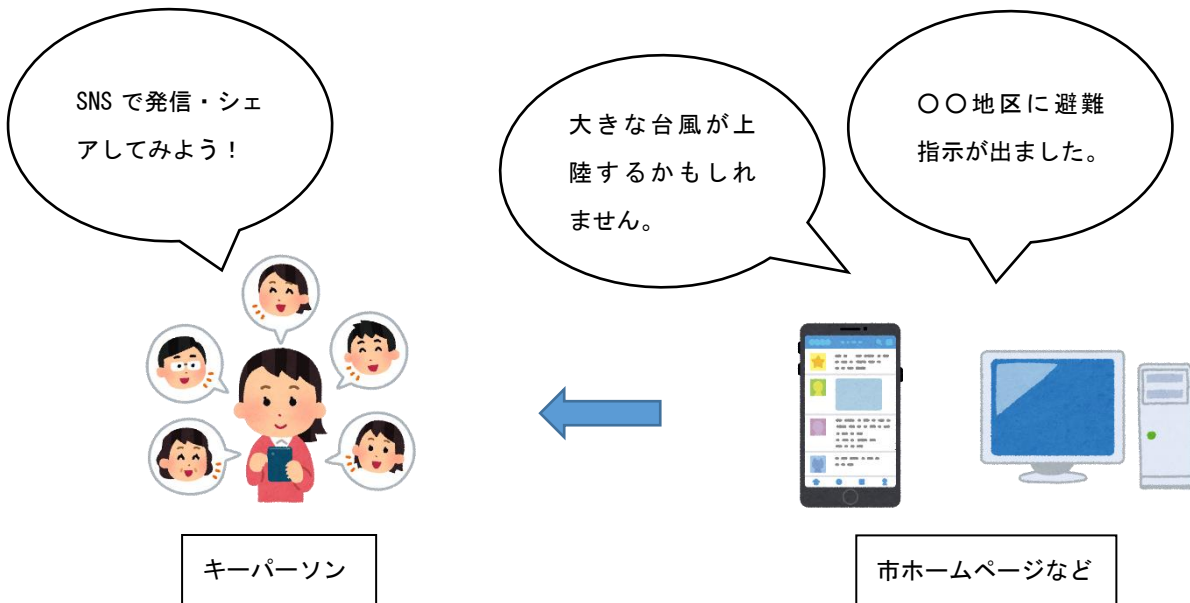 SNS で発信・シェ
アしてみよう！
大きな台風が上
陸するかもしれ
ません。
〇〇地区に避難
指示が出ました。
キーパーソン
市ホームページなど